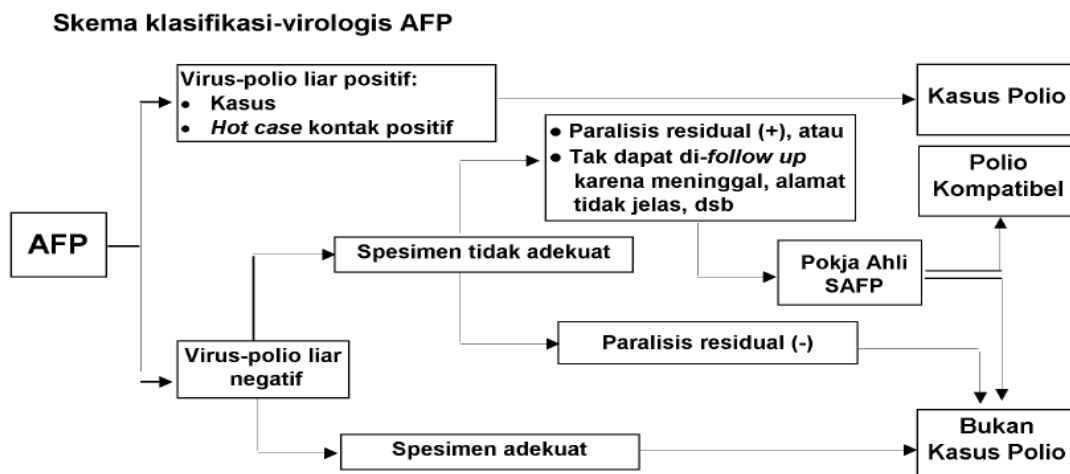 Skema klasifikasi-virologis AFP
Virus-polio liar positif:
• Kasus
• Hot case kontak positif
Kasus Polio
• Paralisis residual (+), atau
• Tak dapat di-follow up
karena meninggal, alamat
tidak jelas, dsb
Polio
Kompatibel
AFP
Spesimen tidak adekuat
Pokja Ahli
SAFP
Paralisis residual (-)
Virus-polio liar
negatif
Spesimen adekuat
Bukan
Kasus Polio